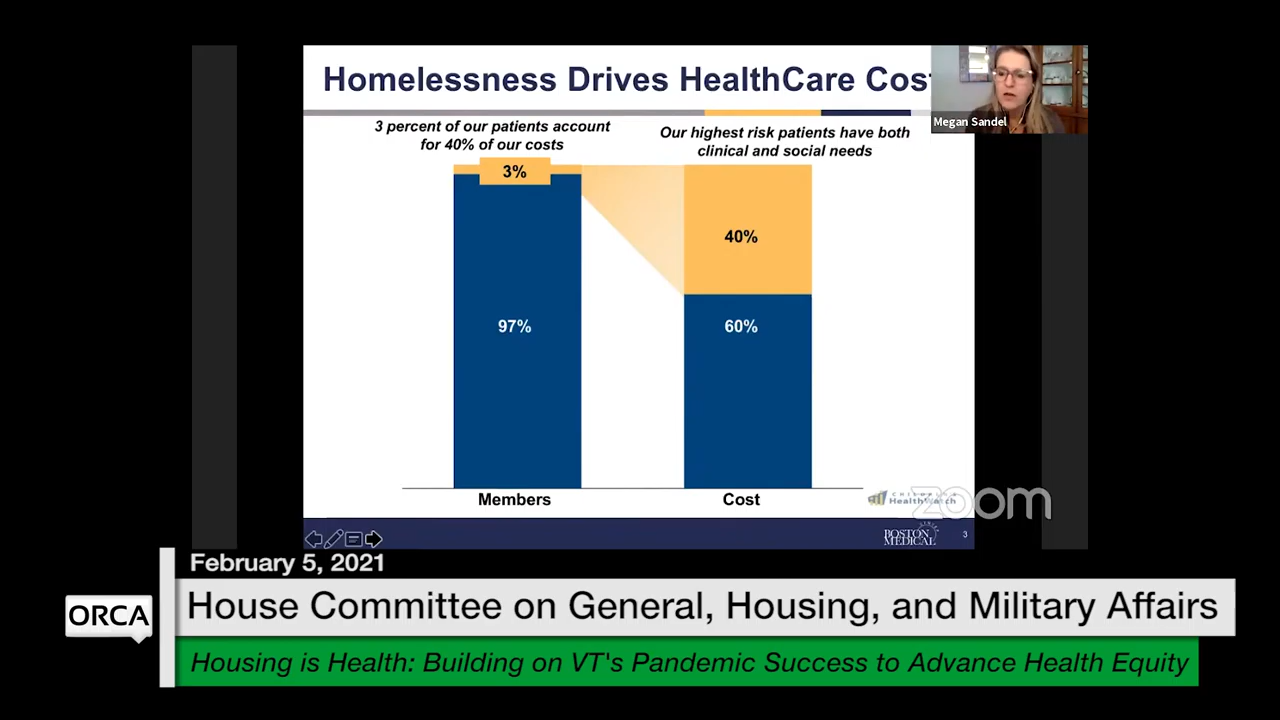 Homelessness Drives HealthCare Cost
Megan Sandel
3 percent of our patients account
for 40% of our costs
Our highest risk patients have both
clinical and social needs
3%
40%
97%
60%
Members
Cost
HealthWatch
zoom
BOSTON
MEDICAL
3
February 5, 2021
ORCA
House Committee on General, Housing, and Military Affairs
Housing is Health: Building on VT's Pandemic Success to Advance Health Equity